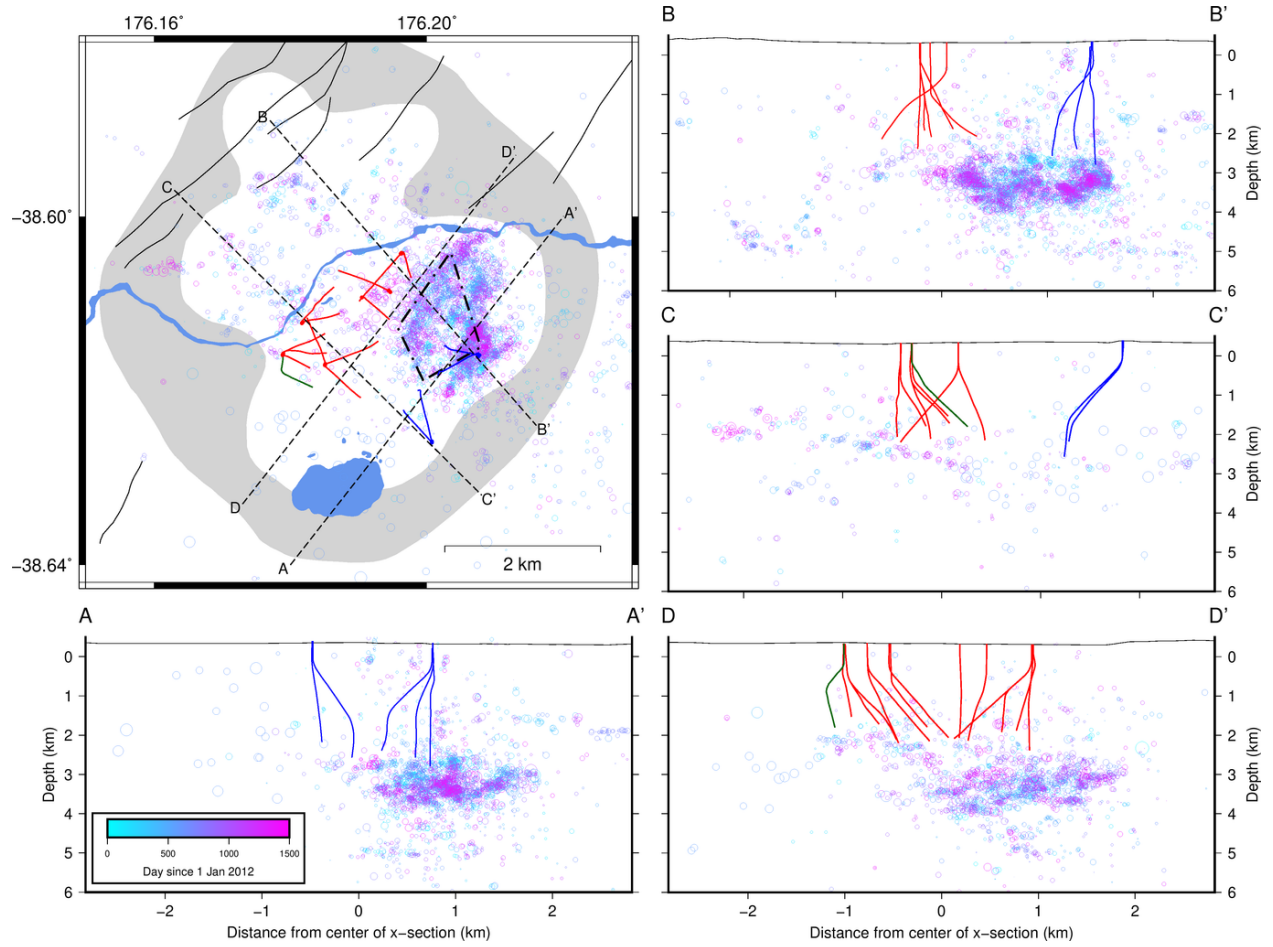 176.16˚ 176.20˚
−38.60˚
−38.64˚
B
C
D'
A'
B'
C'
D
A
2 km
B B'
0
1
2
3
4
5
6
Depth (km)
C C'
0
1
2
3
4
5
6
Depth (km)
A A'
0
1
2
3
4
5
6
Depth (km)
0 500 1000 1500
Day since 1 Jan 2012
−2 −1 0 1 2
Distance from center of x−section (km)
D D'
0
1
2
3
4
5
6
Depth (km)
−2 −1 0 1 2
Distance from center of x−section (km)